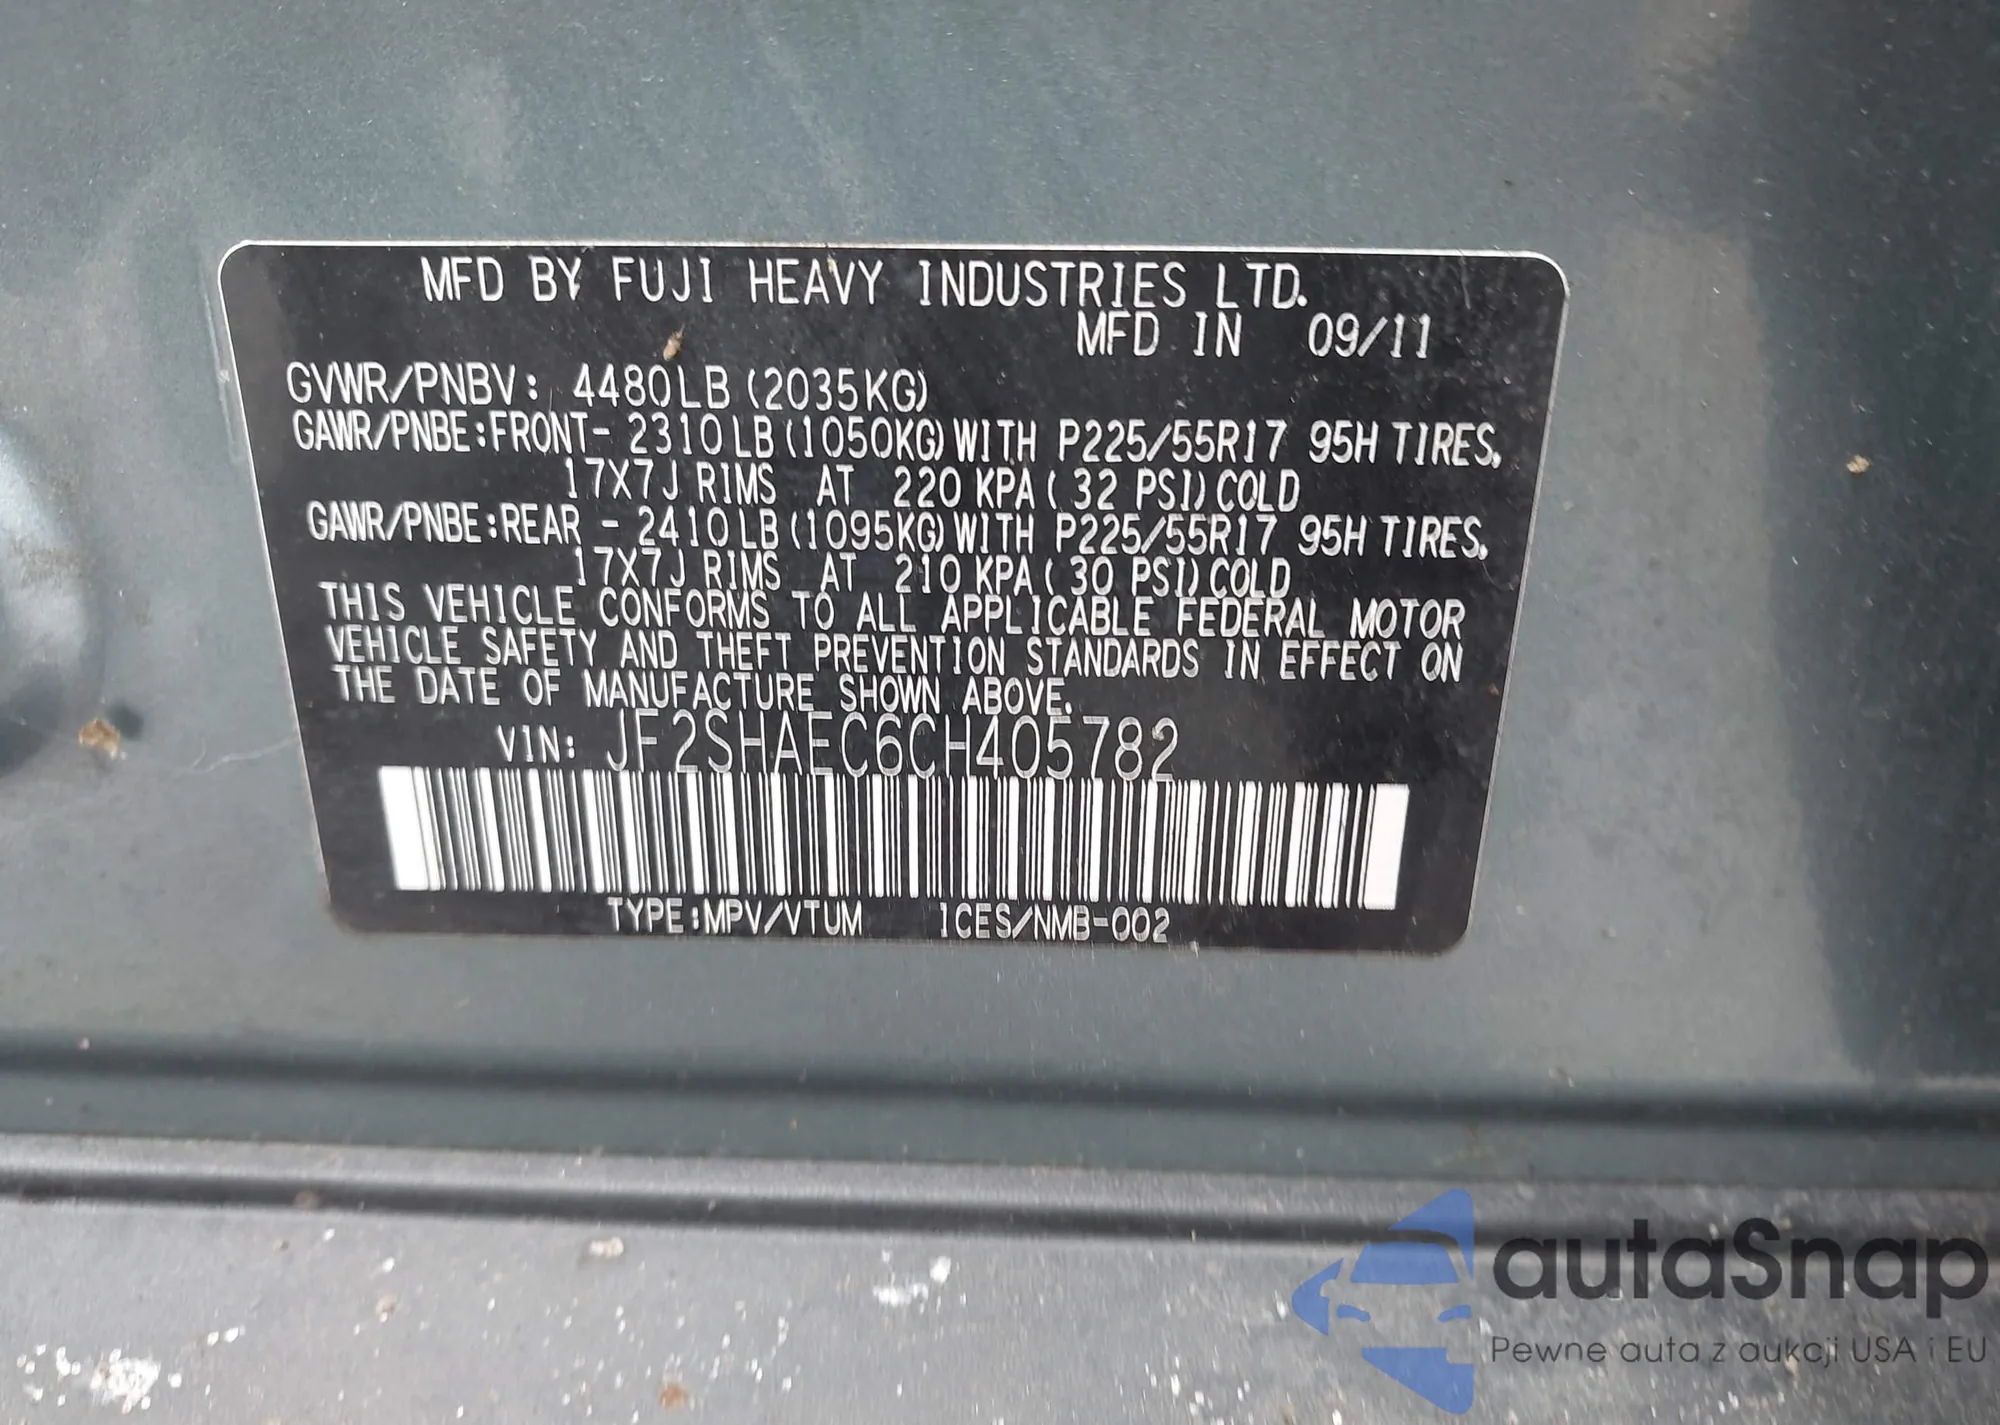 MFD BY FUJI HEAVY INDUSTRIES LTD.
MFD IN 09/11
GVWR/PNBV: 4480LB (2035KG)
GAWR/PNBE:FRONT- 2310LB(1050KG)WITH P225/55R17 95H TIRES,
17X7J RIMS AT 220 KPA( 32 PSI)COLD
GAWR/PNBE:REAR - 2410LB(1095KG)WITH P225/55R17 95H TIRES,
17X7J RIMS AT 210 KPA( 30 PSI)COLD
THIS VEHICLE CONFORMS TO ALL APPLICABLE FEDERAL MOTOR
VEHICLE SAFETY AND THEFT PREVENTION STANDARDS IN EFFECT ON
THE DATE OF MANUFACTURE SHOWN ABOVE.
VIN: JF2SHAEC6CH405782
TYPE:MPV/VTUM ICES/NMB-002
autaSnap
Pewne auta z aukcji USA i EU